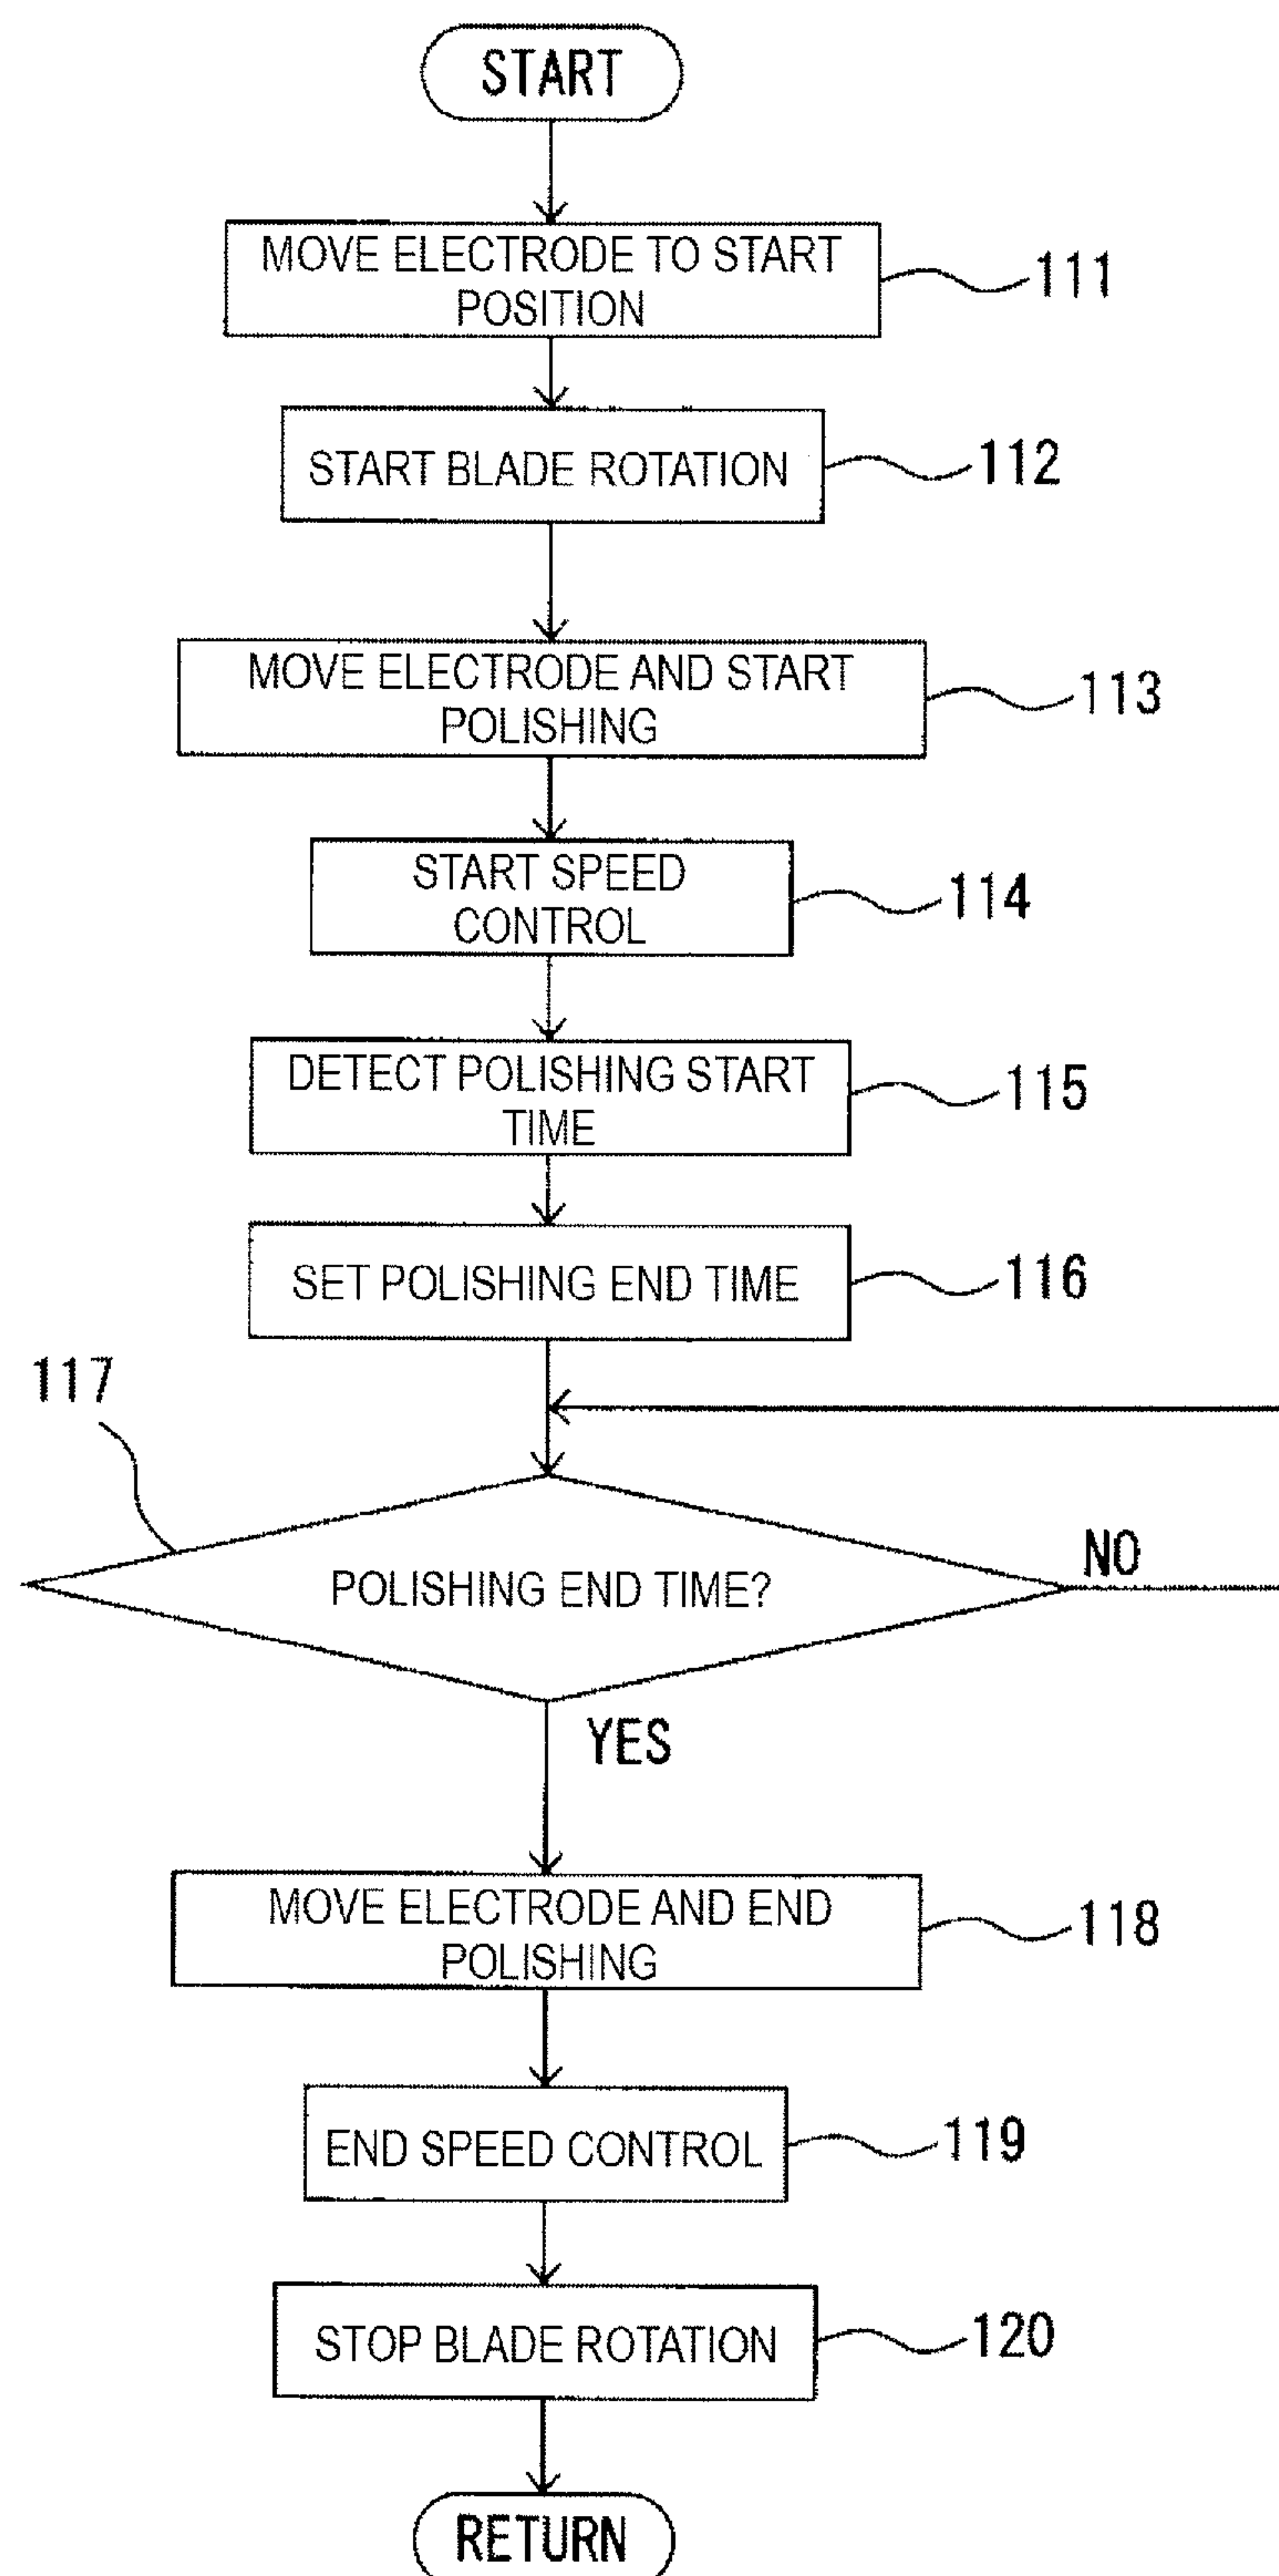 START
MOVE ELECTRODE TO START
POSITION
111
START BLADE ROTATION
112
MOVE ELECTRODE AND START
POLISHING
113
START SPEED
CONTROL
114
DETECT POLISHING START
TIME
115
SET POLISHING END TIME
116
117
POLISHING END TIME?
NO
YES
MOVE ELECTRODE AND END
POLISHING
118
END SPEED CONTROL
119
STOP BLADE ROTATION
120
RETURN